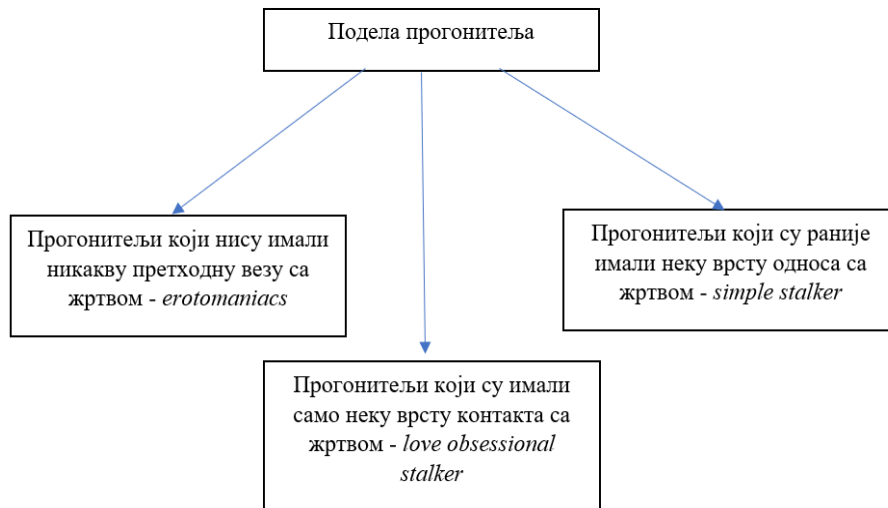 Подела прогонитеља
Прогонитељи који нису имали
никакву претходну везу са
жртвом - erotomaniacs
Прогонитељи који су раније
имали неку врсту односа са
жртвом - simple stalker
Прогонитељи који су имали
само неку врсту контакта са
жртвом - love obsessional
stalker